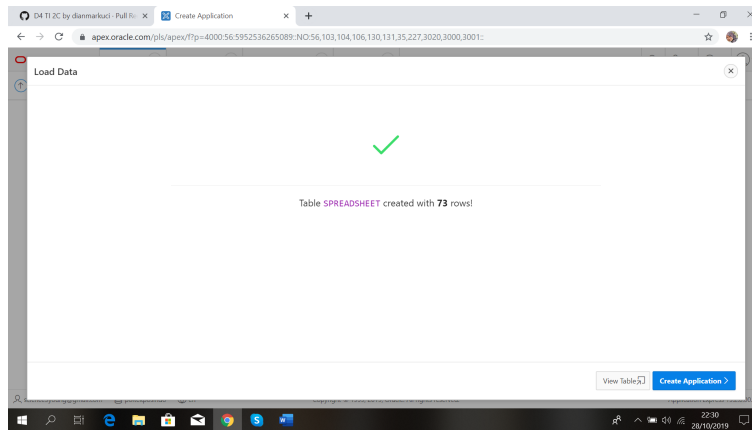 D4 TI 2C by dianmarkuci · Pull Re
Create Application
apex.oracle.com/pls/apex/f?p=4000:56:5952536265089::NO:56,103,104,106,130,131,35,227,3020,3000,3001::
Load Data
Table SPREADSHEET created with 73 rows!
View Table
Create Application
22:30
28/10/2019